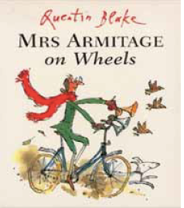 Quentin Blake
MRS ARMITAGE
on Wheels